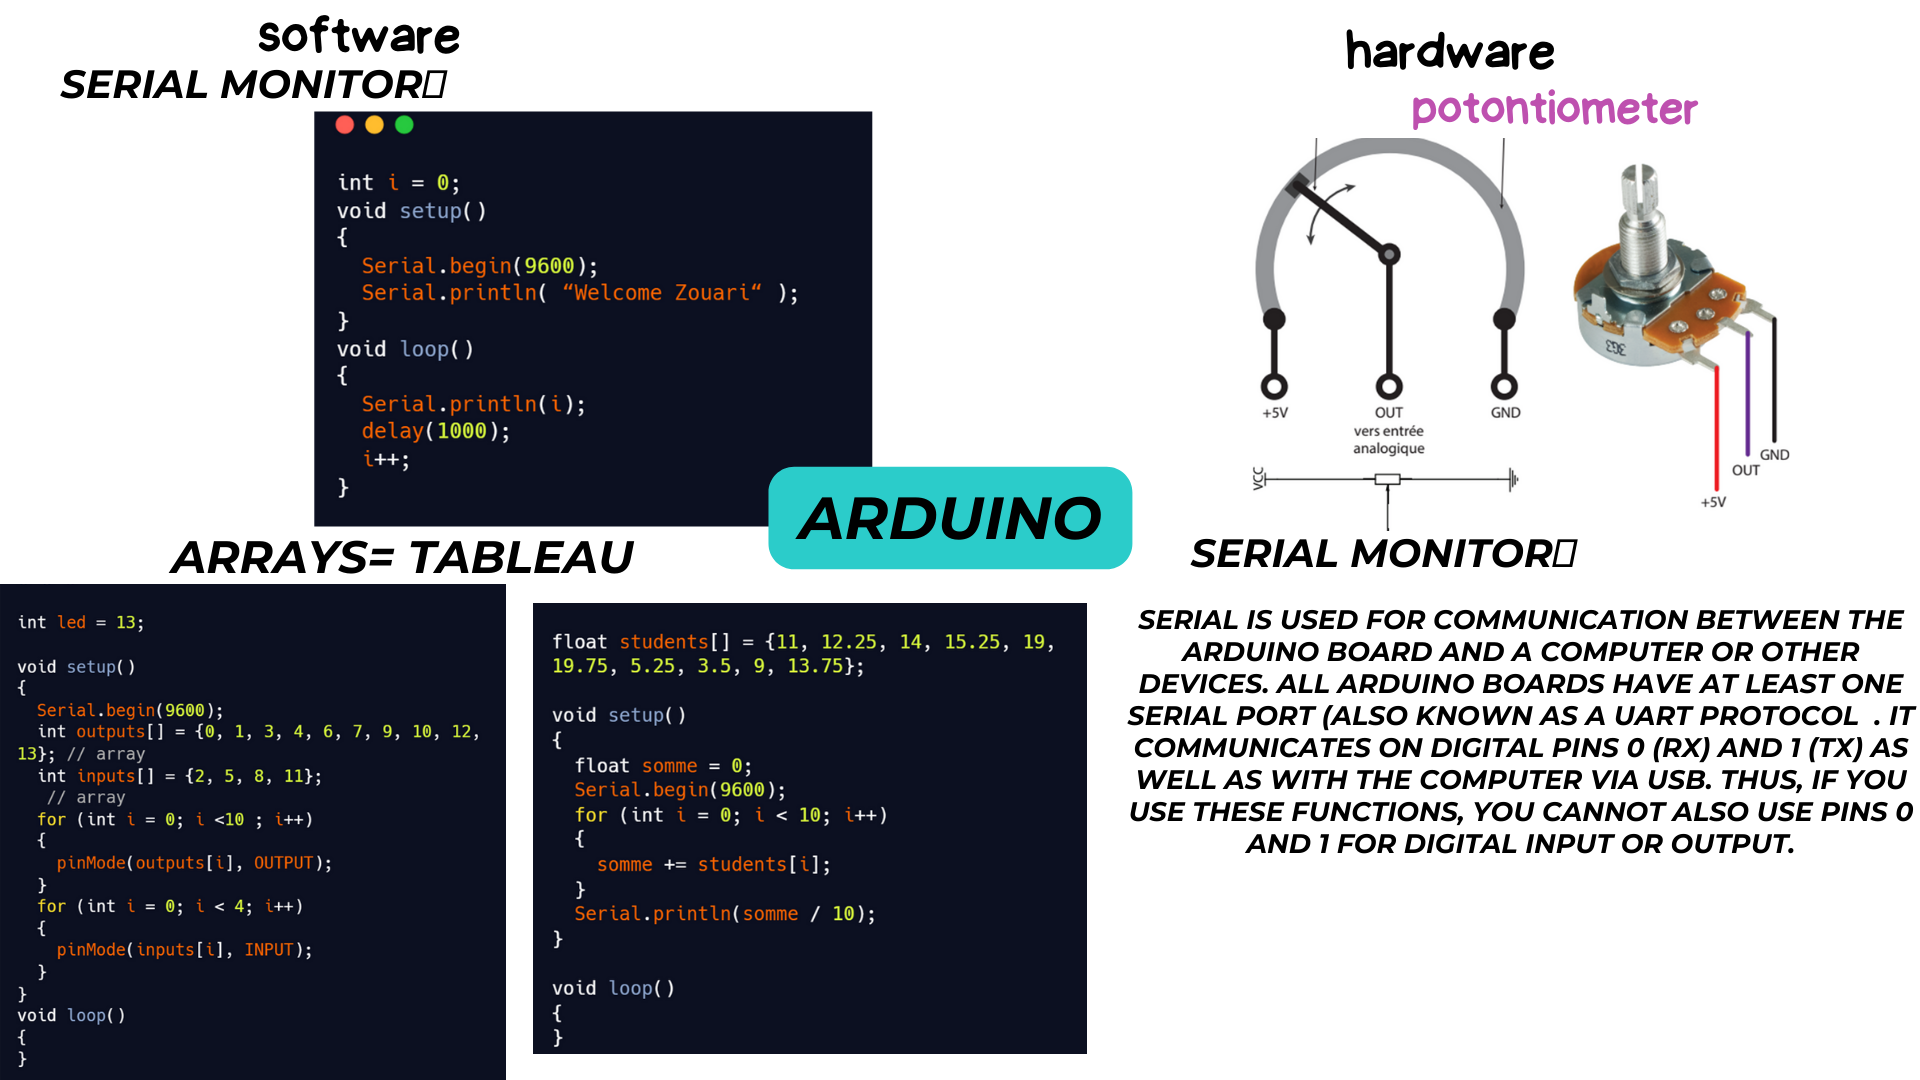 software
SERIAL MONITOR
int i = 0;
void setup()
{
  Serial.begin(9600);
  Serial.println( “Welcome Zouari“ );
}
void loop()
{
  Serial.println(i);
  delay(1000);
  i++;
}
ARRAYS= TABLEAU
int led = 13;
void setup()
{
  Serial.begin(9600);
  int outputs[] = {0, 1, 3, 4, 6, 7, 9, 10, 12,
13}; // array
  int inputs[] = {2, 5, 8, 11};
   // array
  for (int i = 0; i <10 ; i++)
  {
    pinMode(outputs[i], OUTPUT);
  }
  for (int i = 0; i < 4; i++)
  {
    pinMode(inputs[i], INPUT);
  }
}
void loop()
{
}
float students[] = {11, 12.25, 14, 15.25, 19,
19.75, 5.25, 3.5, 9, 13.75};
void setup()
{
  float somme = 0;
  Serial.begin(9600);
  for (int i = 0; i < 10; i++)
  {
    somme += students[i];
  }
  Serial.println(somme / 10);
}
void loop()
{
}
ARDUINO
hardware
potontiometer
+5V
OUT
vers entrée
analogique
GND
VCC
3G3
GND
OUT
+5V
SERIAL MONITOR
SERIAL IS USED FOR COMMUNICATION BETWEEN THE
ARDUINO BOARD AND A COMPUTER OR OTHER
DEVICES. ALL ARDUINO BOARDS HAVE AT LEAST ONE
SERIAL PORT (ALSO KNOWN AS A UART PROTOCOL  . IT
COMMUNICATES ON DIGITAL PINS 0 (RX) AND 1 (TX) AS
WELL AS WITH THE COMPUTER VIA USB. THUS, IF YOU
USE THESE FUNCTIONS, YOU CANNOT ALSO USE PINS 0
AND 1 FOR DIGITAL INPUT OR OUTPUT.